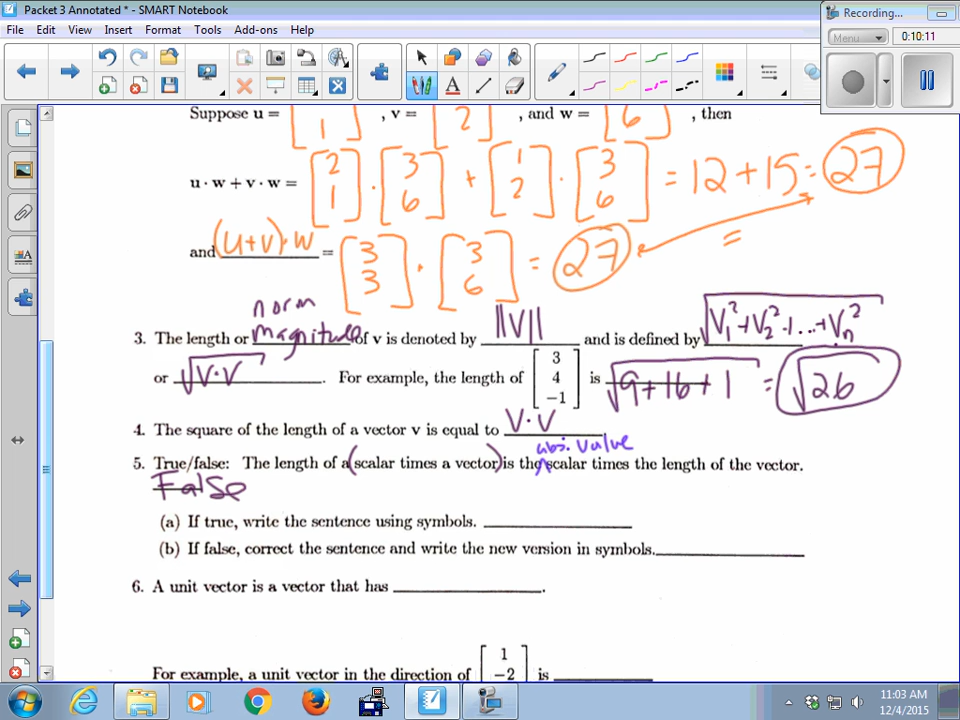 Packet 3 Annotated * - SMART Notebook
File Edit View Insert Format Tools Add-ons Help
Recording...
0:10:11
Menu
Suppose u = [ 1 ] , v = [ 2 ] , and w = [ 6 ] , then
u · w + v · w = [2 1] · [3 6] + [1 2] · [3 6] = 12 + 15 = 27
and (u+v)·w = [3 3] · [3 6] = 27
=
norm
3. The length or magnitude of v is denoted by ||V|| and is defined by √V₁²+V₂²+...+Vn²
or √V·V. For example, the length of [3 4 −1] is √9+16+1 = √26
4. The square of the length of a vector v is equal to V·V
abs. value
5. True/false: The length of a (scalar times a vector) is the scalar times the length of the vector.
False
(a) If true, write the sentence using symbols.
(b) If false, correct the sentence and write the new version in symbols.
6. A unit vector is a vector that has .
For example, a unit vector in the direction of [1 −2] is
11:03 AM
12/4/2015